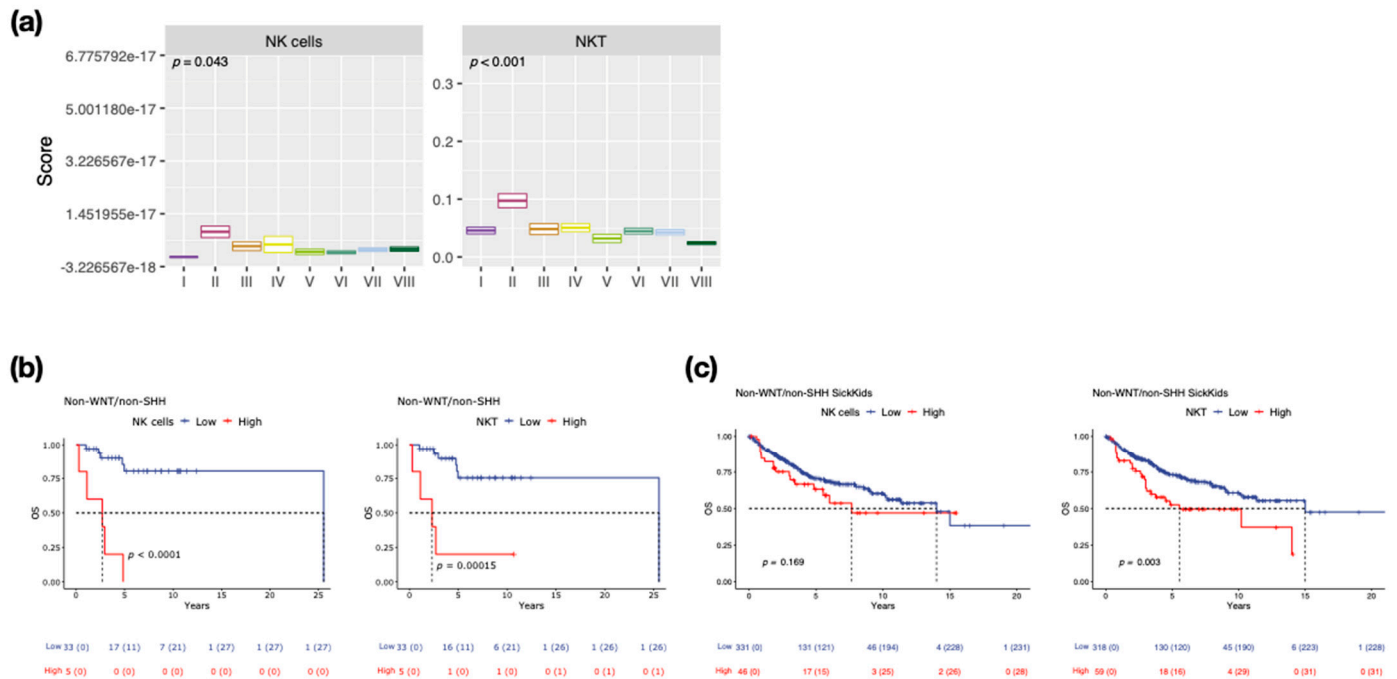 (a)
NK cells
NKT
p = 0.043
p < 0.001
Score
6.775792e-17
5.001180e-17
3.226567e-17
1.451955e-17
-3.226567e-18
0.3
0.2
0.1
0.0
I II III IV V VI VII VIII
I II III IV V VI VII VIII
(b)
Non-WNT/non-SHH
NK cells Low High
OS
1.00
0.75
0.50
0.25
0.00
p < 0.0001
0 5 10 15 20 25
Years
Low 33 (0) 17 (11) 7 (21) 1 (27) 1 (27) 1 (27)
High 5 (0) 0 (0) 0 (0) 0 (0) 0 (0) 0 (0)
Non-WNT/non-SHH
NKT Low High
OS
1.00
0.75
0.50
0.25
0.00
p = 0.00015
0 5 10 15 20 25
Years
Low 33 (0) 16 (11) 6 (21) 1 (26) 1 (26) 1 (26)
High 5 (0) 1 (0) 1 (0) 0 (1) 0 (1) 0 (1)
(c)
Non-WNT/non-SHH SickKids
NK cells Low High
OS
1.00
0.75
0.50
0.25
0.00
p = 0.169
0 5 10 15 20
Years
Low 331 (0) 131 (121) 46 (194) 4 (228) 1 (231)
High 46 (0) 17 (15) 3 (25) 2 (26) 0 (28)
Non-WNT/non-SHH SickKids
NKT Low High
OS
1.00
0.75
0.50
0.25
0.00
p = 0.003
0 5 10 15 20
Years
Low 318 (0) 130 (120) 45 (190) 6 (223) 1 (228)
High 59 (0) 18 (16) 4 (29) 0 (31) 0 (31)